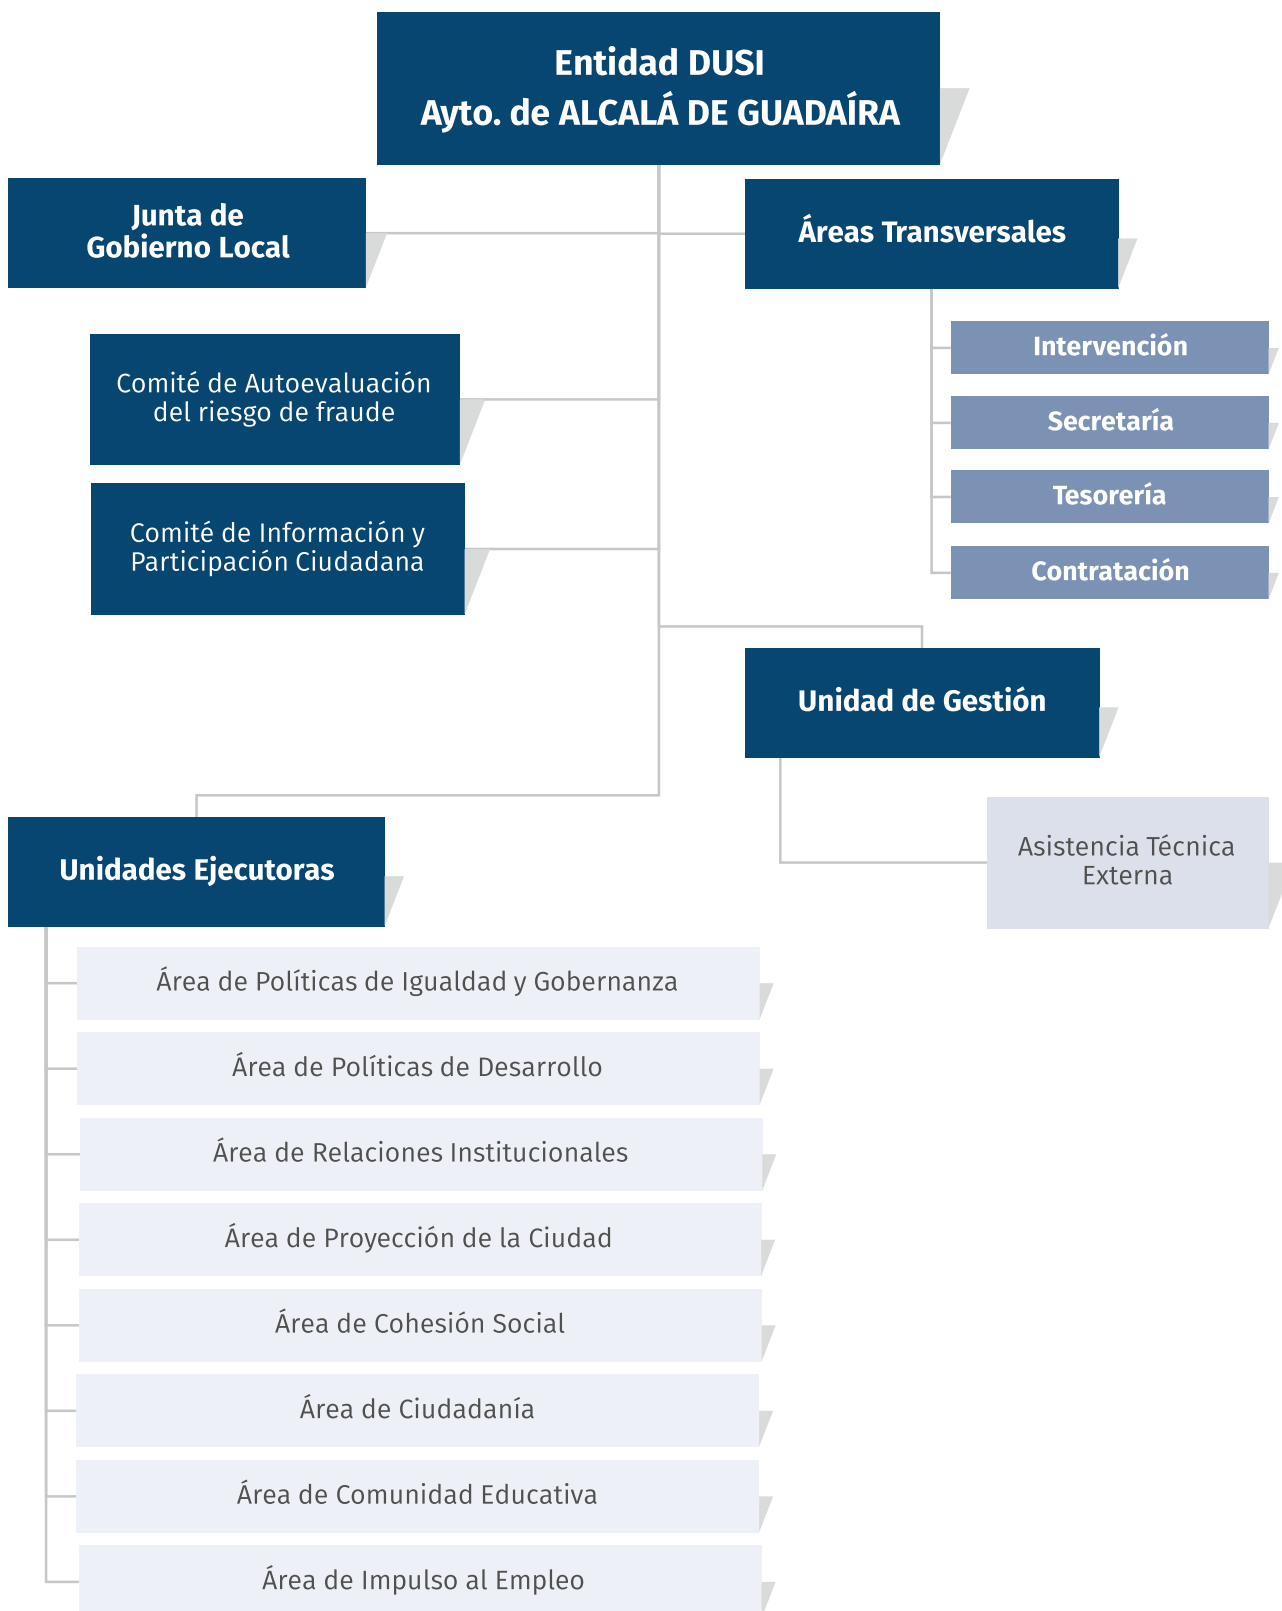 Entidad DUSI
Ayto. de ALCALÁ DE GUADAÍRA
Junta de
Gobierno Local
Áreas Transversales
Intervención
Secretaría
Tesorería
Contratación
Comité de Autoevaluación
del riesgo de fraude
Comité de Información y
Participación Ciudadana
Unidad de Gestión
Asistencia Técnica
Externa
Unidades Ejecutoras
Área de Políticas de Igualdad y Gobernanza
Área de Políticas de Desarrollo
Área de Relaciones Institucionales
Área de Proyección de la Ciudad
Área de Cohesión Social
Área de Ciudadanía
Área de Comunidad Educativa
Área de Impulso al Empleo